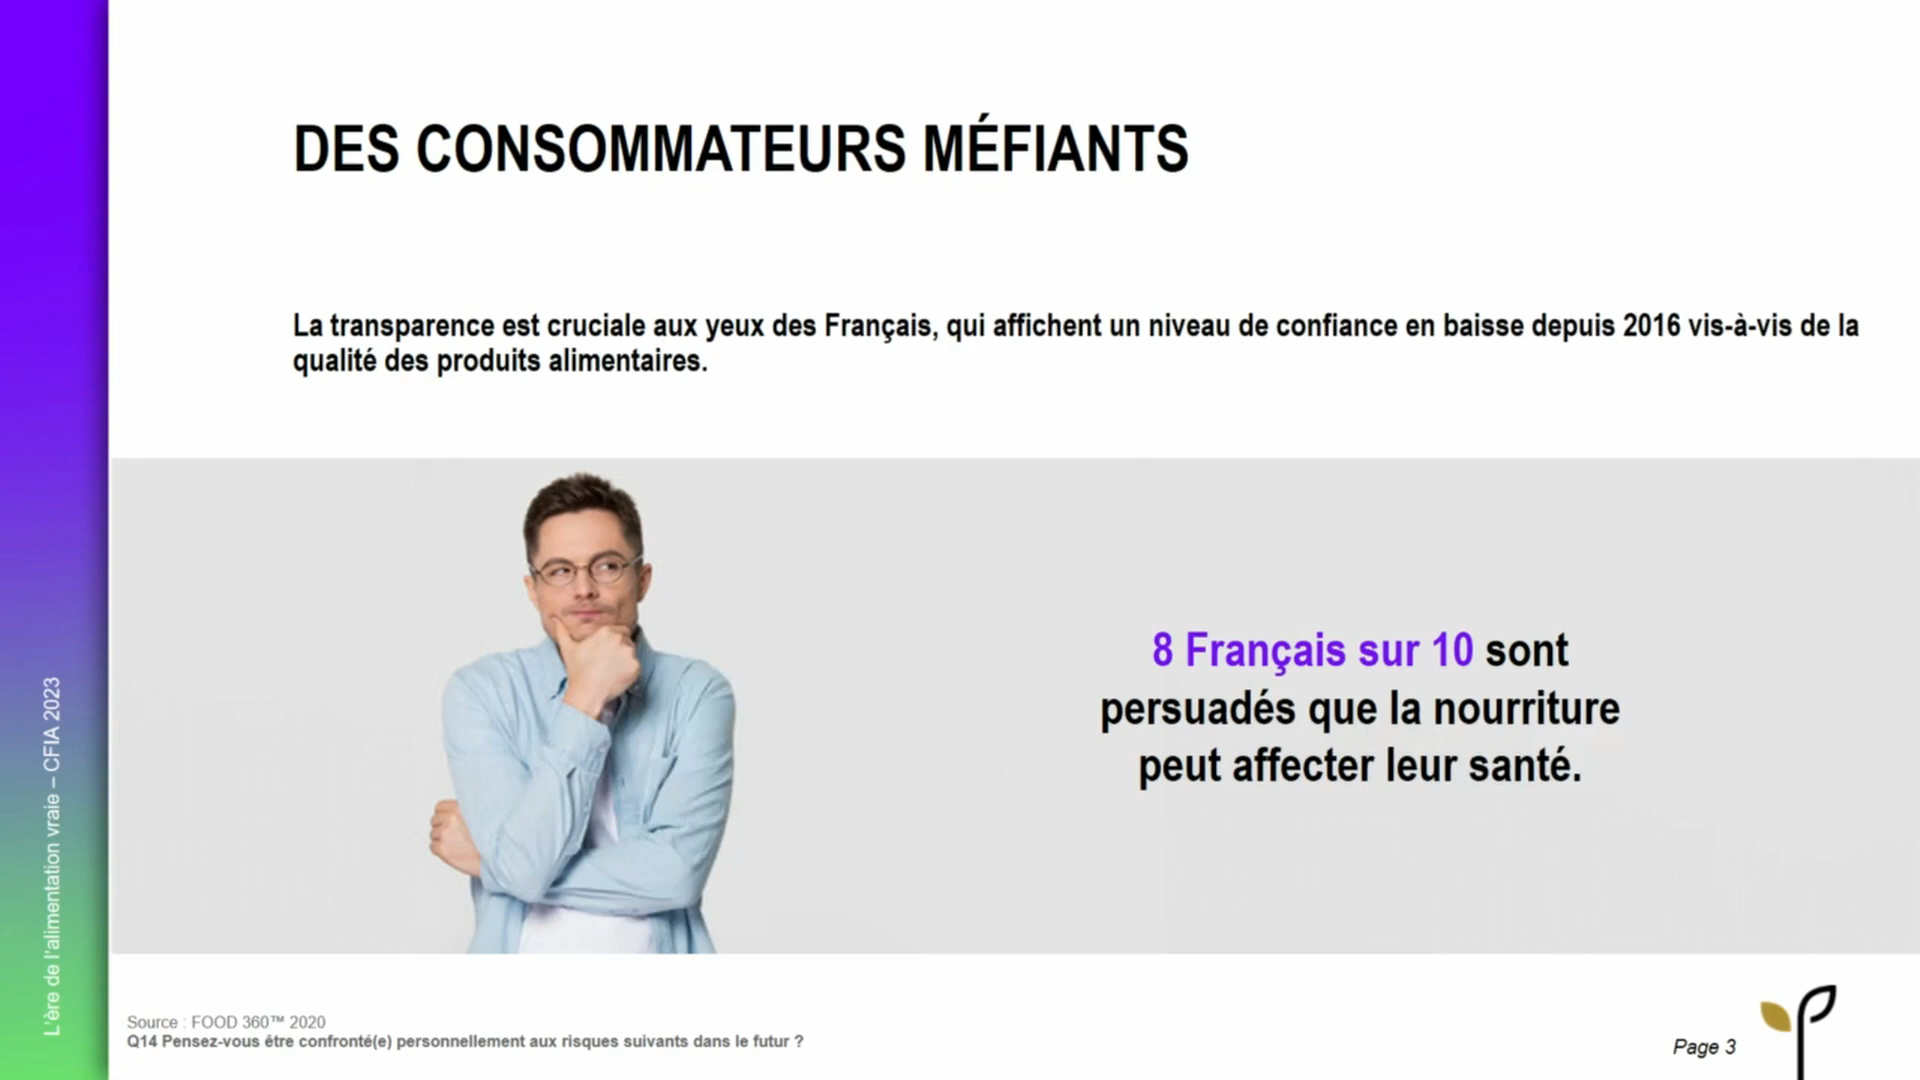 DES CONSOMMATEURS MÉFIANTS
La transparence est cruciale aux yeux des Français, qui affichent un niveau de confiance en baisse depuis 2016 vis-à-vis de la
qualité des produits alimentaires.
8 Français sur 10 sont
persuadés que la nourriture
peut affecter leur santé.
L'ère de l'alimentation vraie – CFIA 2023
Source : FOOD 360™ 2020
Q14 Pensez-vous être confronté(e) personnellement aux risques suivants dans le futur ?
Page 3